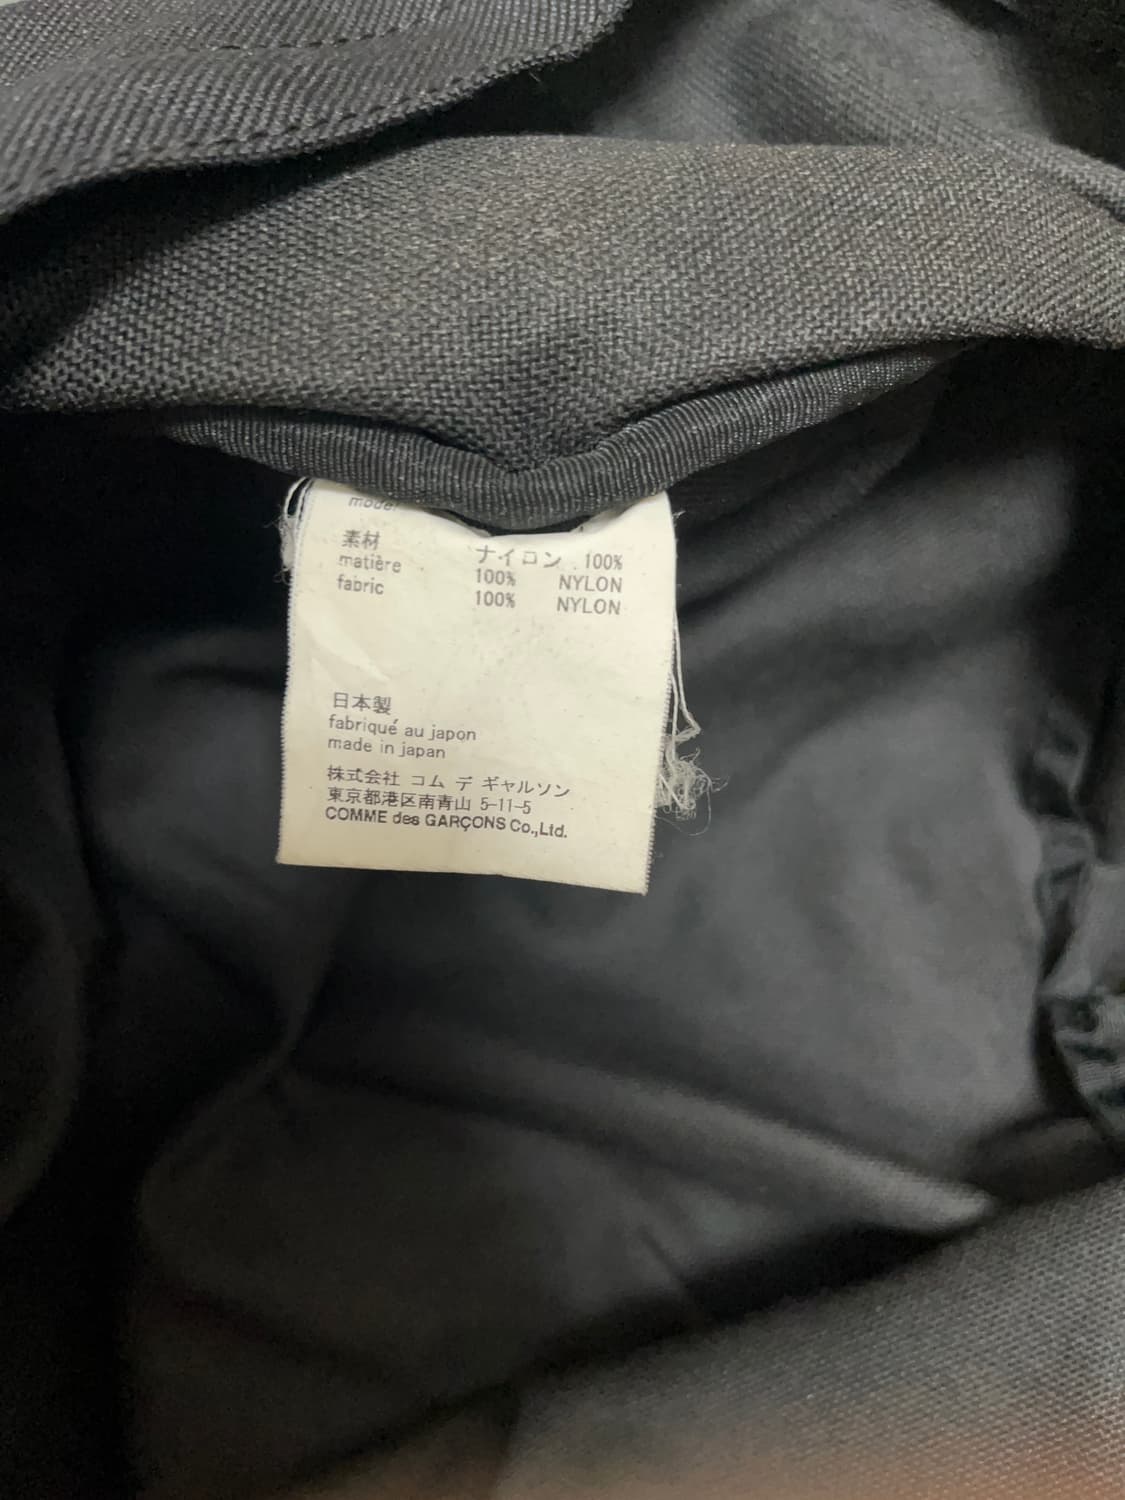 model
素材 ナイロン 100%
matière 100% NYLON
fabric 100% NYLON
日本製
fabriqué au japon
made in japan
株式会社 コム デ ギャルソン
東京都港区南青山 5-11-5
COMME des GARÇONS Co.,Ltd.